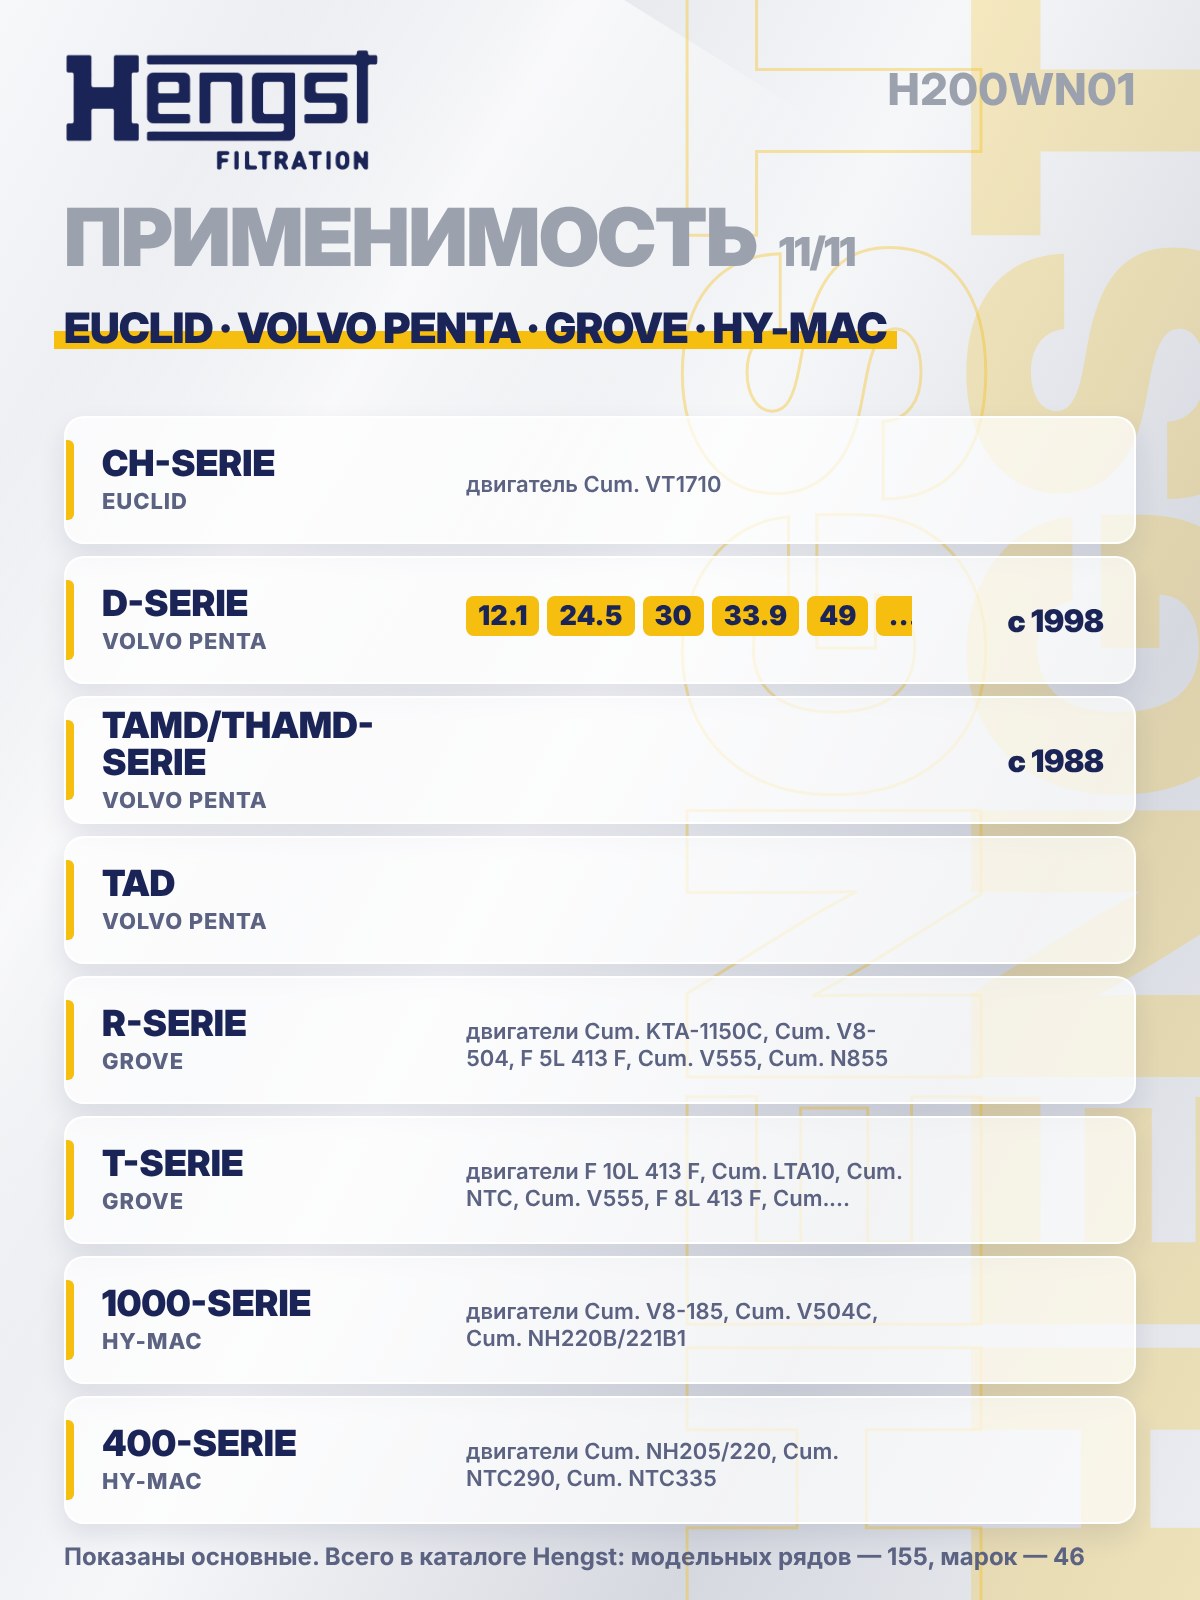 Hengst
FILTRATION
H200WN01
ПРИМЕНИМОСТЬ 11/11
EUCLID · VOLVO PENTA · GROVE · HY-MAC
CH-SERIE
EUCLID
двигатель Cum. VT1710
D-SERIE
VOLVO PENTA
12.1 24.5 30 33.9 49 ...
с 1998
TAMD/THAMD-
SERIE
VOLVO PENTA
с 1988
TAD
VOLVO PENTA
R-SERIE
GROVE
двигатели Cum. KTA-1150C, Cum. V8-
504, F 5L 413 F, Cum. V555, Cum. N855
T-SERIE
GROVE
двигатели F 10L 413 F, Cum. LTA10, Cum.
NTC, Cum. V555, F 8L 413 F, Cum....
1000-SERIE
HY-MAC
двигатели Cum. V8-185, Cum. V504C,
Cum. NH220B/221B1
400-SERIE
HY-MAC
двигатели Cum. NH205/220, Cum.
NTC290, Cum. NTC335
Показаны основные. Всего в каталоге Hengst: модельных рядов — 155, марок — 46
HENGST
HENGST